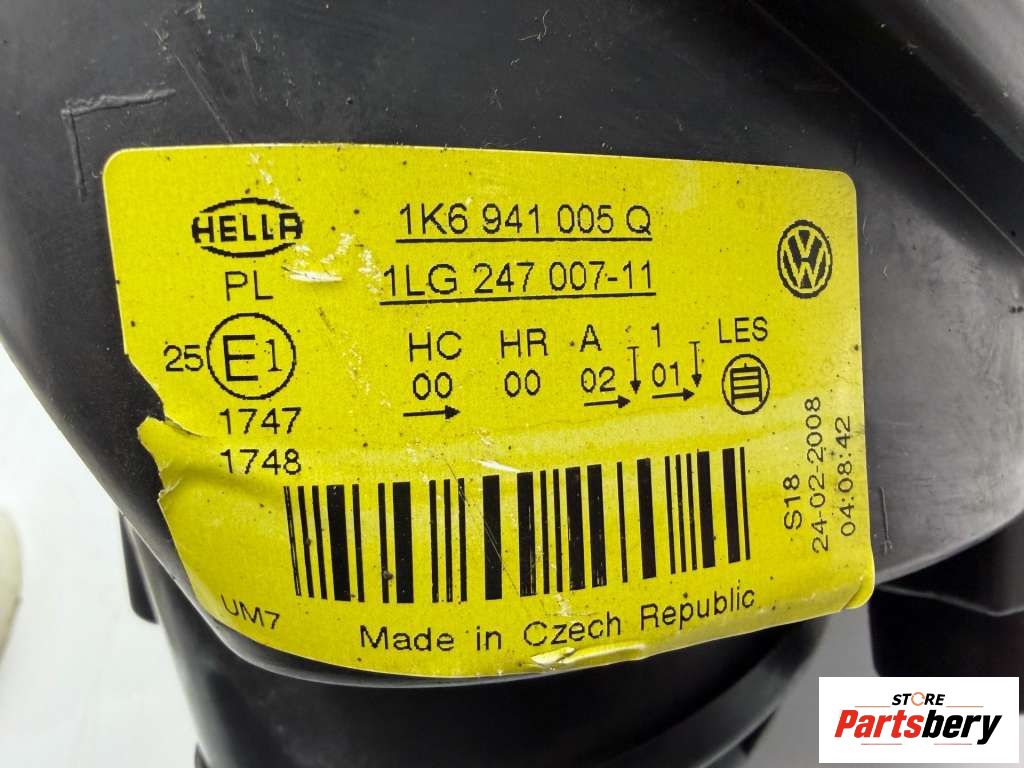 HELLA
1K6 941 005 Q
PL
1LG 247 007-11
25 E1
HC HR A 1 LES
00 00 02 01
1747
1748
S18
24-02-2008
04:08:42
UM7
Made in Czech Republic
STORE
Partsbery